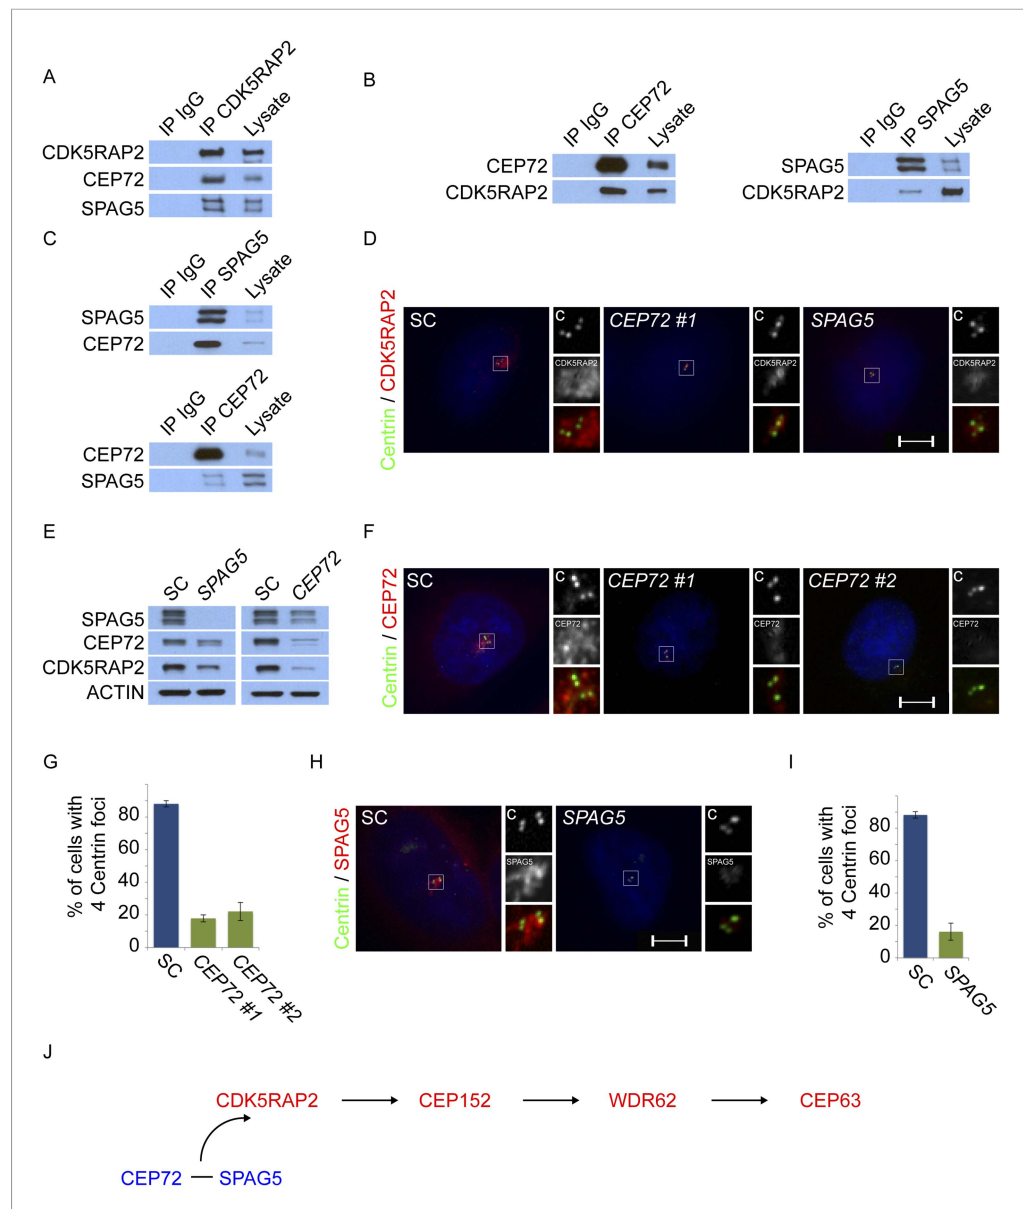 A
IP IgG
IP CDK5RAP2
Lysate
CDK5RAP2
CEP72
SPAG5
B
IP IgG
IP CEP72
Lysate
CEP72
CDK5RAP2
IP IgG
IP SPAG5
Lysate
SPAG5
CDK5RAP2
C
IP IgG
IP SPAG5
Lysate
SPAG5
CEP72
IP IgG
IP CEP72
Lysate
CEP72
SPAG5
D
Centrin / CDK5RAP2
SC
C
CDK5RAP2
CEP72 #1
C
CDK5RAP2
SPAG5
C
CDK5RAP2
E
SC
SPAG5
SC
CEP72
SPAG5
CEP72
CDK5RAP2
ACTIN
F
Centrin / CEP72
SC
C
CEP72
CEP72 #1
C
CEP72
CEP72 #2
C
CEP72
G
% of cells with
4 Centrin foci
80
60
40
20
0
SC
CEP72 #1
CEP72 #2
H
Centrin / SPAG5
SC
C
SPAG5
SPAG5
C
SPAG5
I
% of cells with
4 Centrin foci
80
60
40
20
0
SC
SPAG5
J
CDK5RAP2 → CEP152 → WDR62 → CEP63
CEP72 — SPAG5